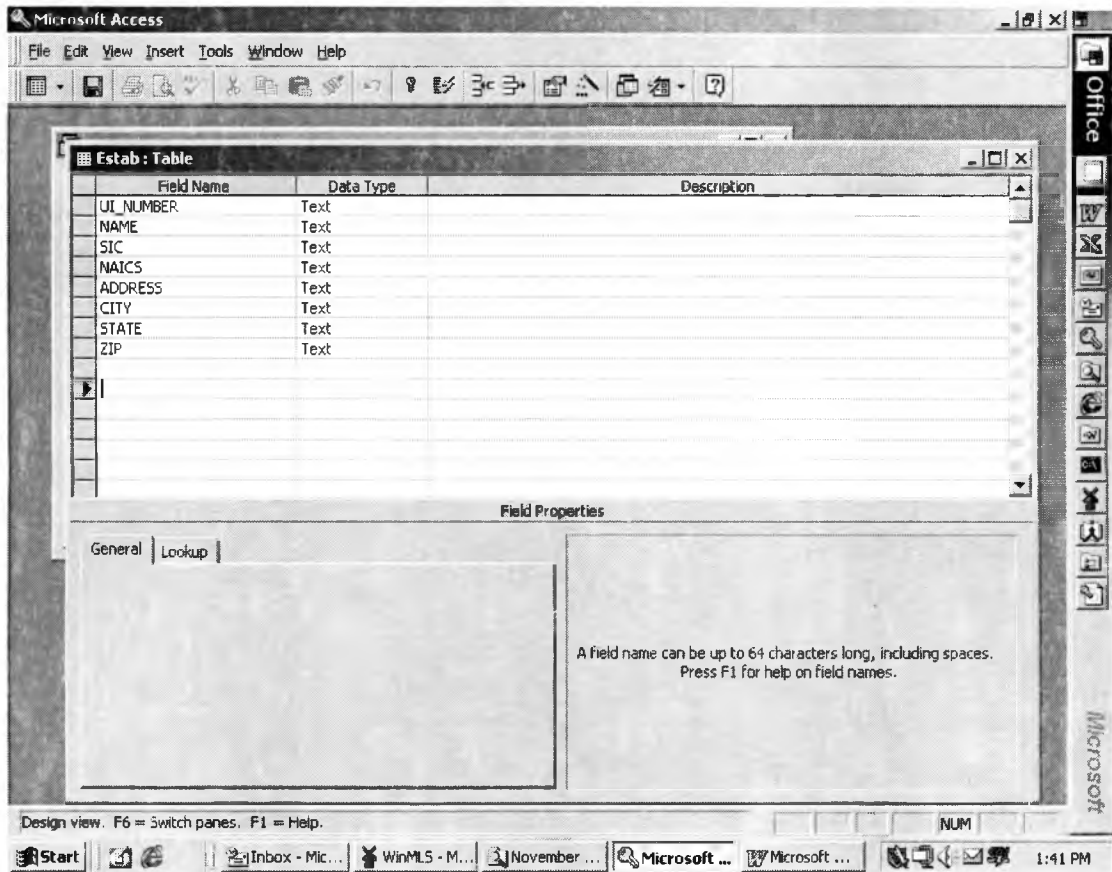 Microsoft Access
File Edit View Insert Tools Window Help
Office
Estab : Table
Field Name Data Type Description
UI_NUMBER Text
NAME Text
SIC Text
NAICS Text
ADDRESS Text
CITY Text
STATE Text
ZIP Text
Field Properties
General Lookup
A field name can be up to 64 characters long, including spaces.
Press F1 for help on field names.
Microsoft
Design view. F6 = Switch panes. F1 = Help. NUM
Start Inbox - Mic... WinMLS - M... November ... Microsoft ... Microsoft ... 1:41 PM